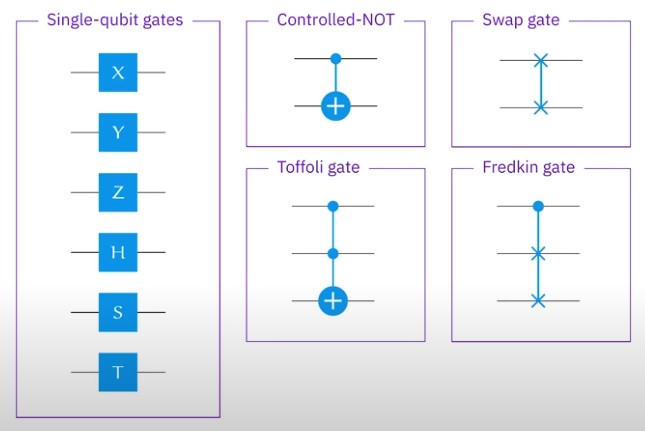 Single-qubit gates
X
Y
Z
H
S
T
Controlled-NOT
Swap gate
Toffoli gate
Fredkin gate